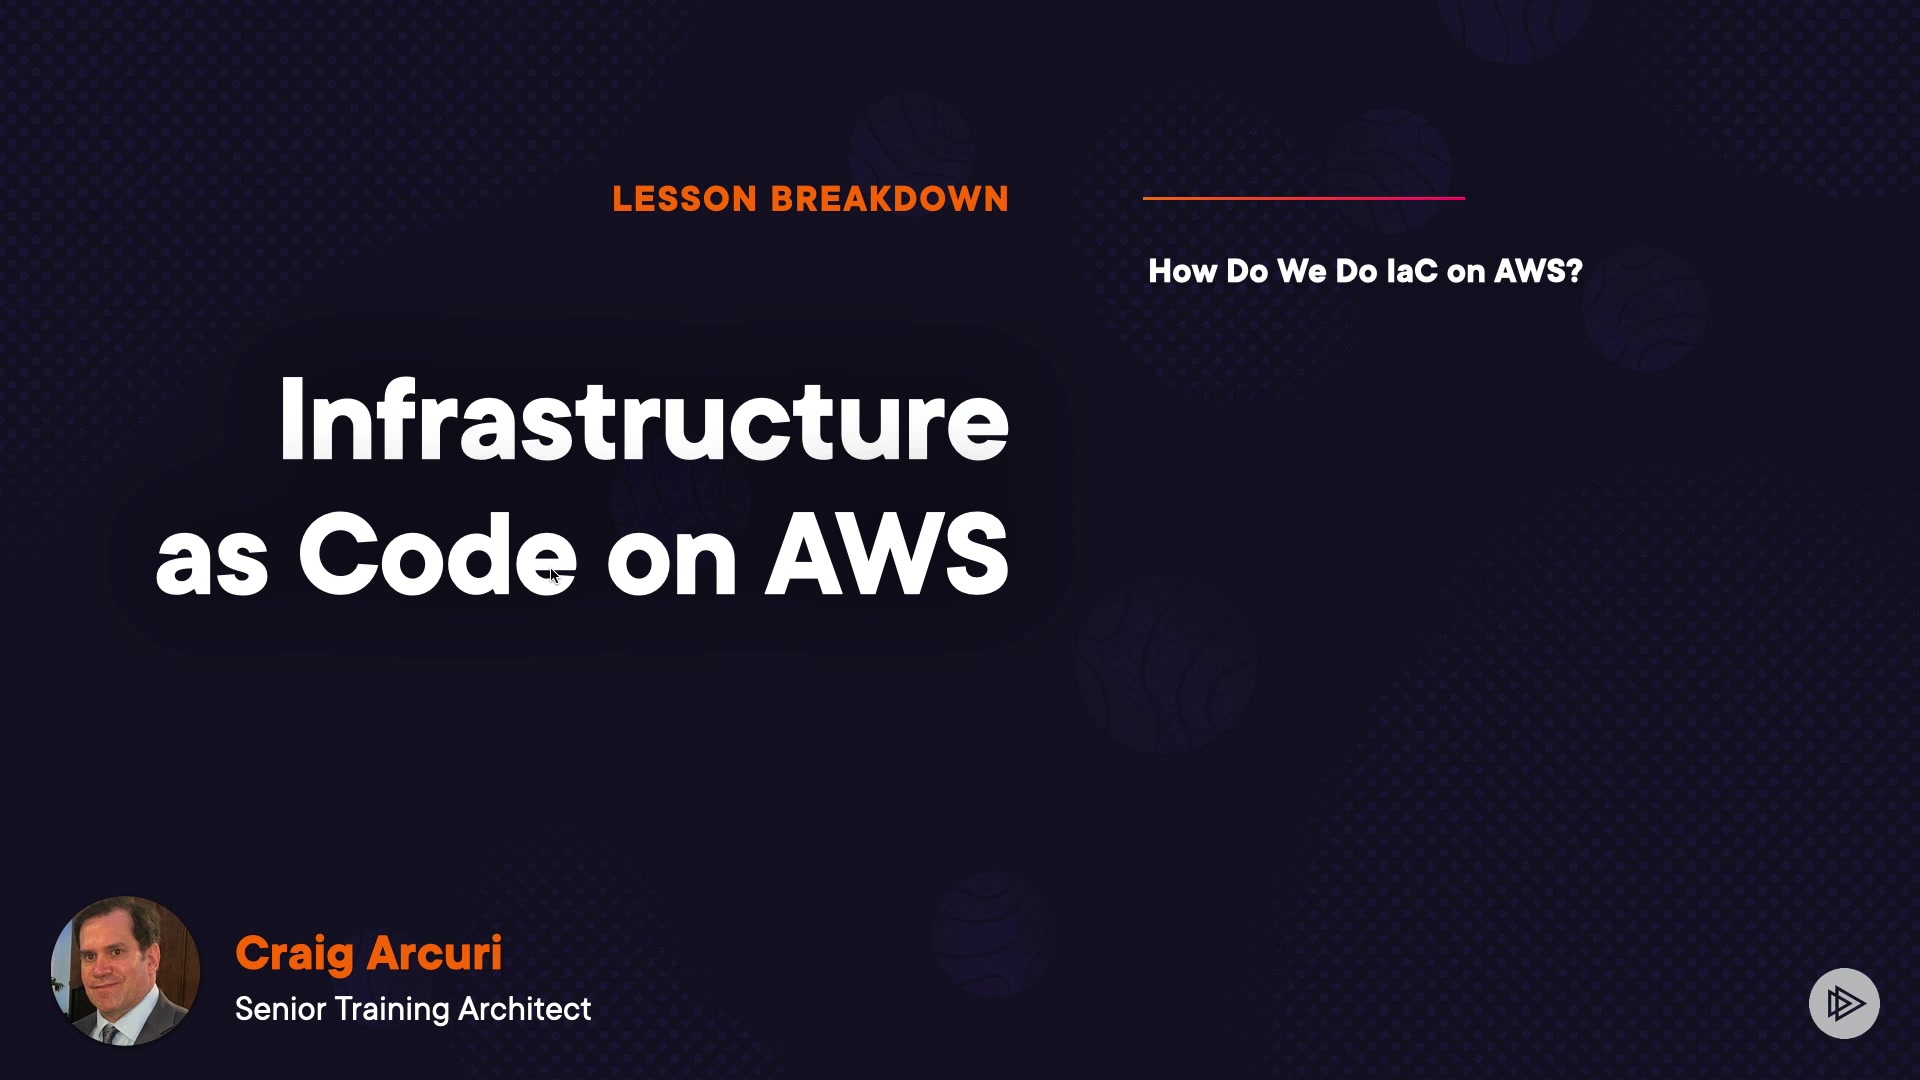 LESSON BREAKDOWN
How Do We Do IaC on AWS?
Infrastructure
as Code on AWS
Craig Arcuri
Senior Training Architect